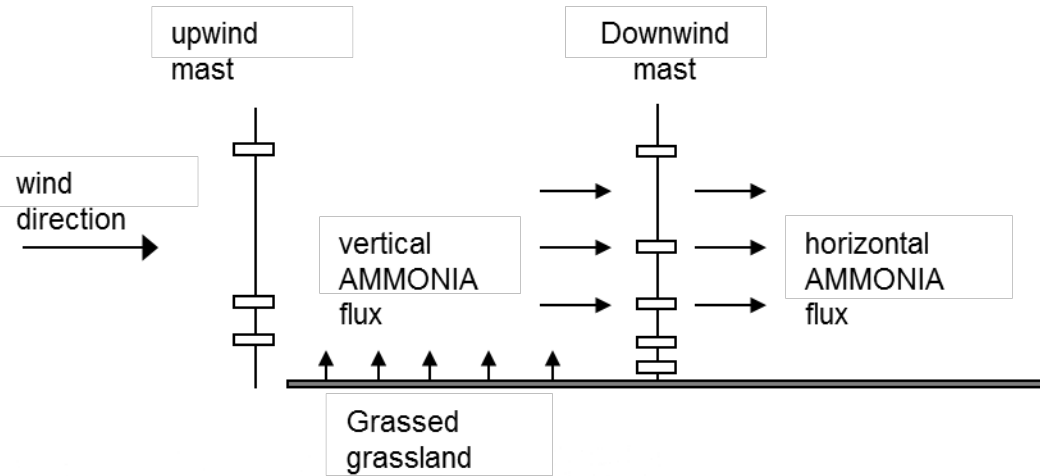 upwind
mast
Downwind
mast
wind
direction
vertical
AMMONIA
flux
horizontal
AMMONIA
flux
Grassed
grassland